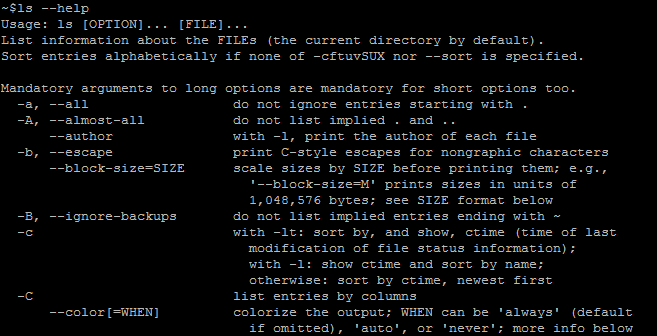 ~$ls --help
Usage: ls [OPTION]... [FILE]...
List information about the FILEs (the current directory by default).
Sort entries alphabetically if none of -cftuvSUX nor --sort is specified.

Mandatory arguments to long options are mandatory for short options too.
  -a, --all                  do not ignore entries starting with .
  -A, --almost-all           do not list implied . and ..
      --author               with -l, print the author of each file
  -b, --escape               print C-style escapes for nongraphic characters
      --block-size=SIZE      scale sizes by SIZE before printing them; e.g.,
                               '--block-size=M' prints sizes in units of
                               1,048,576 bytes; see SIZE format below
  -B, --ignore-backups       do not list implied entries ending with ~
  -c                         with -lt: sort by, and show, ctime (time of last
                               modification of file status information);
                               with -l: show ctime and sort by name;
                               otherwise: sort by ctime, newest first
  -C                         list entries by columns
      --color[=WHEN]         colorize the output; WHEN can be 'always' (default
                               if omitted), 'auto', or 'never'; more info below